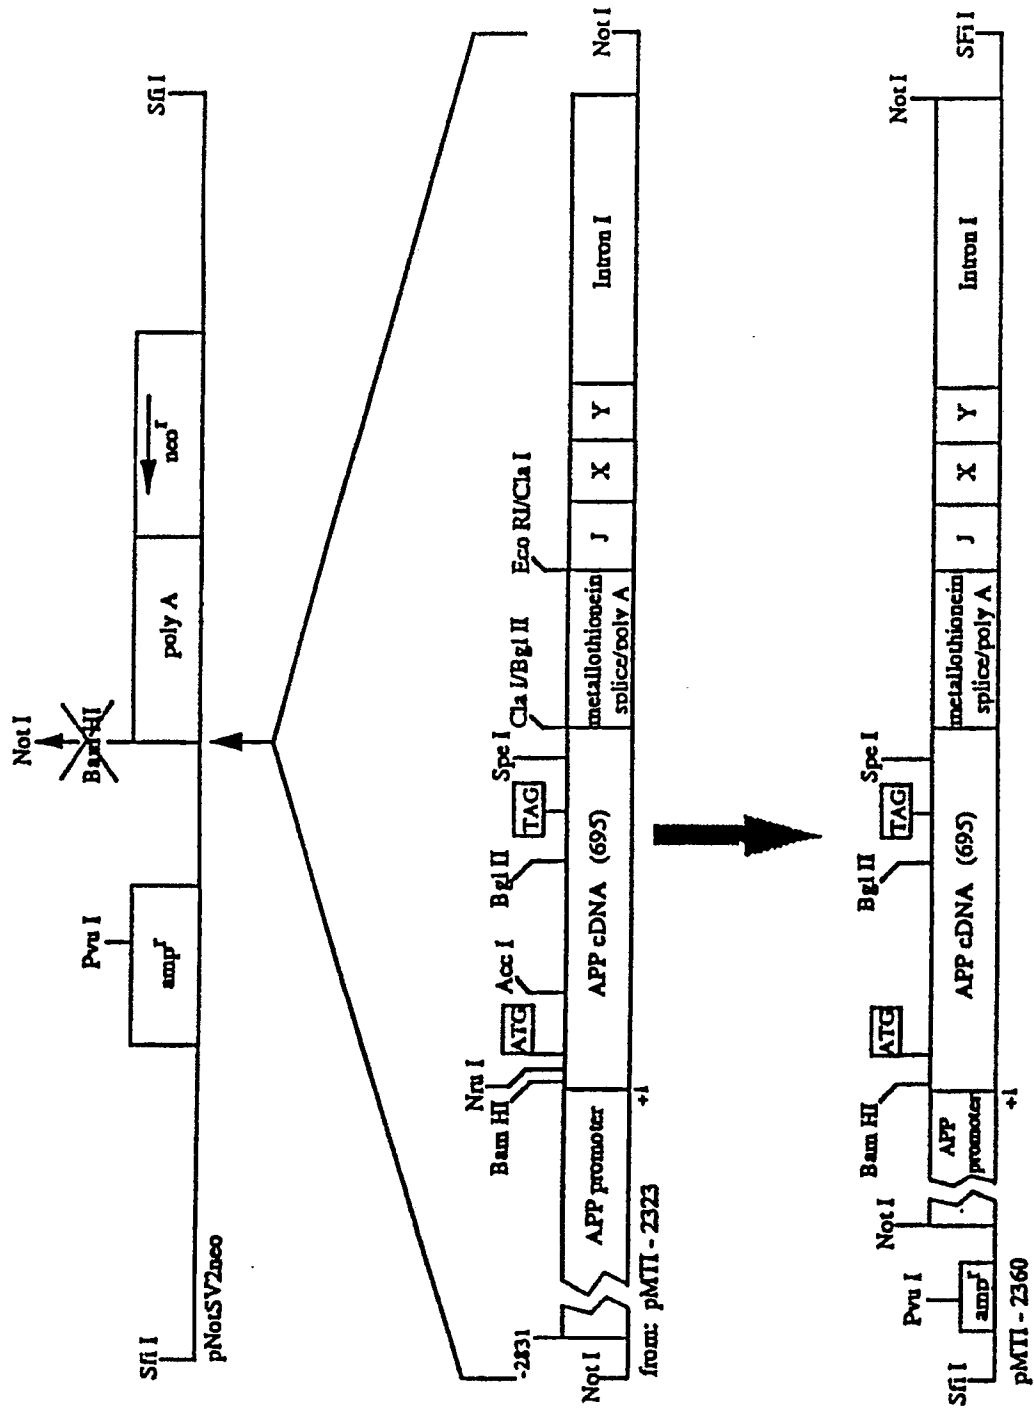 Not I
Bam HI
Sfi I
Pvu I
amp^r
poly A
neo^r
Sfi I
pNotSV2neo
-2831
Not I
Bam HI
Nru I
ATG
Acc I
Bgl II
TAG
Spe I
Cla I/Bgl II
Eco RI/Cla I
Not I
APP promoter
APP cDNA (695)
metallothionein
splice/poly A
J
X
Y
Intron I
+1
from: pMTI - 2323
Sfi I
Pvu I
amp^r
Not I
Bam HI
ATG
Bgl II
TAG
Spe I
Not I
SFi I
APP
promoter
APP cDNA (695)
metallothionein
splice/poly A
J
X
Y
Intron I
+1
pMTI - 2360